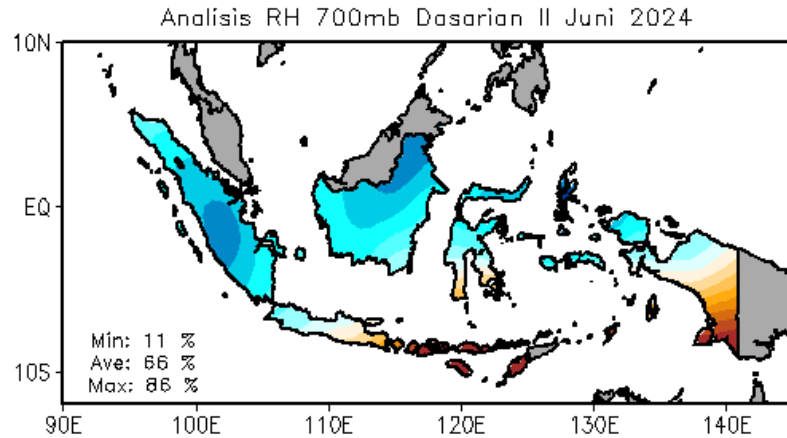 Analisis RH 700mb Dasarian II Juni 2024
10N
EQ
10S
Min: 11 %
Ave: 66 %
Max: 86 %
90E 100E 110E 120E 130E 140E